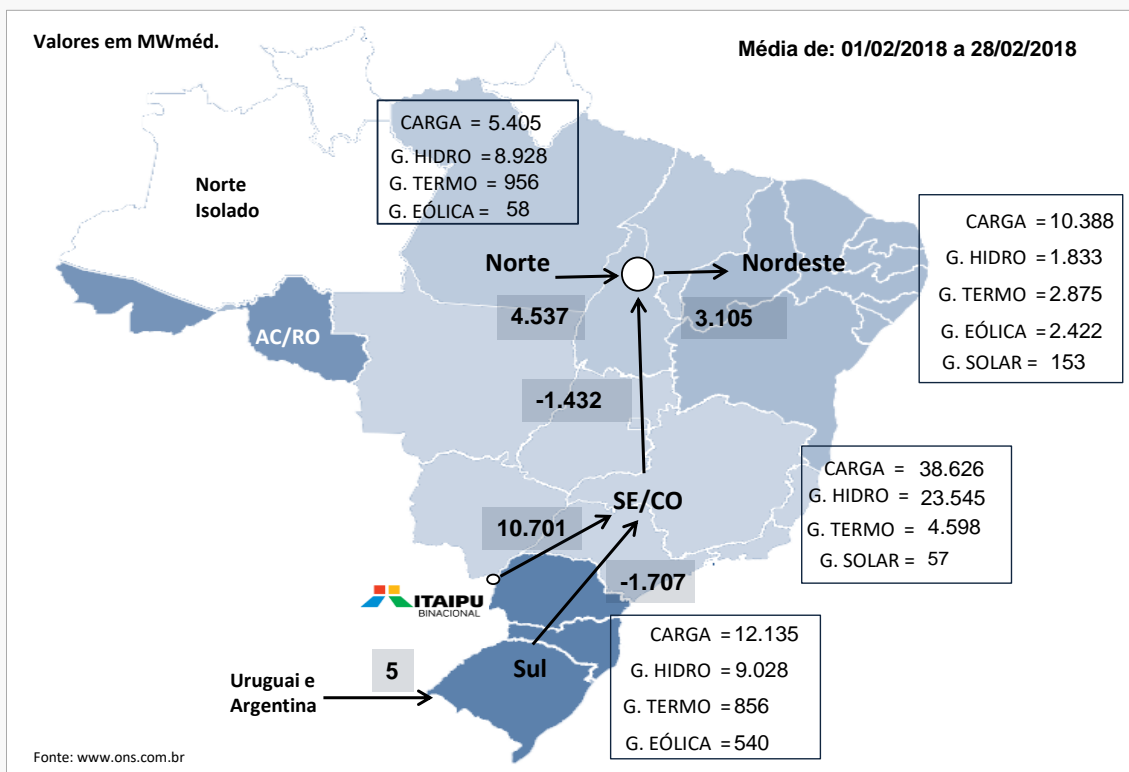 Valores em MWméd.
Média de: 01/02/2018 a 28/02/2018
CARGA = 5.405
G. HIDRO = 8.928
G. TERMO = 956
G. EÓLICA = 58
Norte
Isolado
CARGA = 10.388
G. HIDRO = 1.833
G. TERMO = 2.875
G. EÓLICA = 2.422
G. SOLAR = 153
Norte
Nordeste
4.537
3.105
AC/RO
-1.432
CARGA = 38.626
G. HIDRO = 23.545
G. TERMO = 4.598
G. SOLAR = 57
SE/CO
10.701
-1.707
ITAIPU
BINACIONAL
CARGA = 12.135
G. HIDRO = 9.028
G. TERMO = 856
G. EÓLICA = 540
Sul
5
Uruguai e
Argentina
Fonte: www.ons.com.br